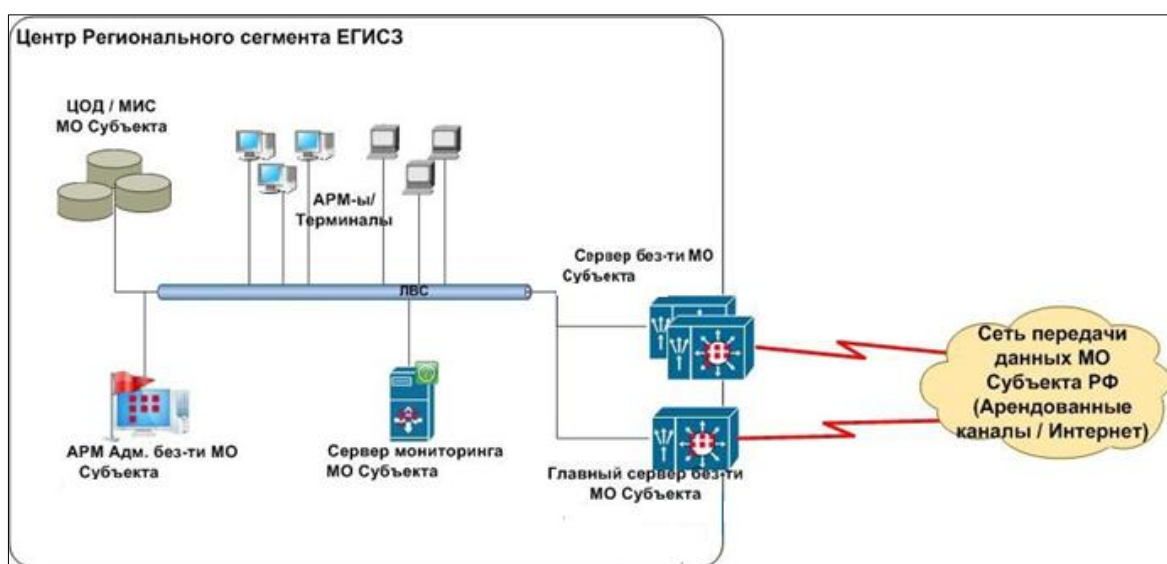 Центр Регионального сегмента ЕГИСЗ
ЦОД / МИС
МО Субъекта
АРМ-ы/
Терминалы
Сервер без-ти МО
Субъекта
ЛВС
Сеть передачи
данных МО
Субъекта РФ
(Арендованные
каналы / Интернет)
АРМ Адм. без-ти МО
Субъекта
Сервер мониторинга
МО Субъекта
Главный сервер без-ти
МО Субъекта